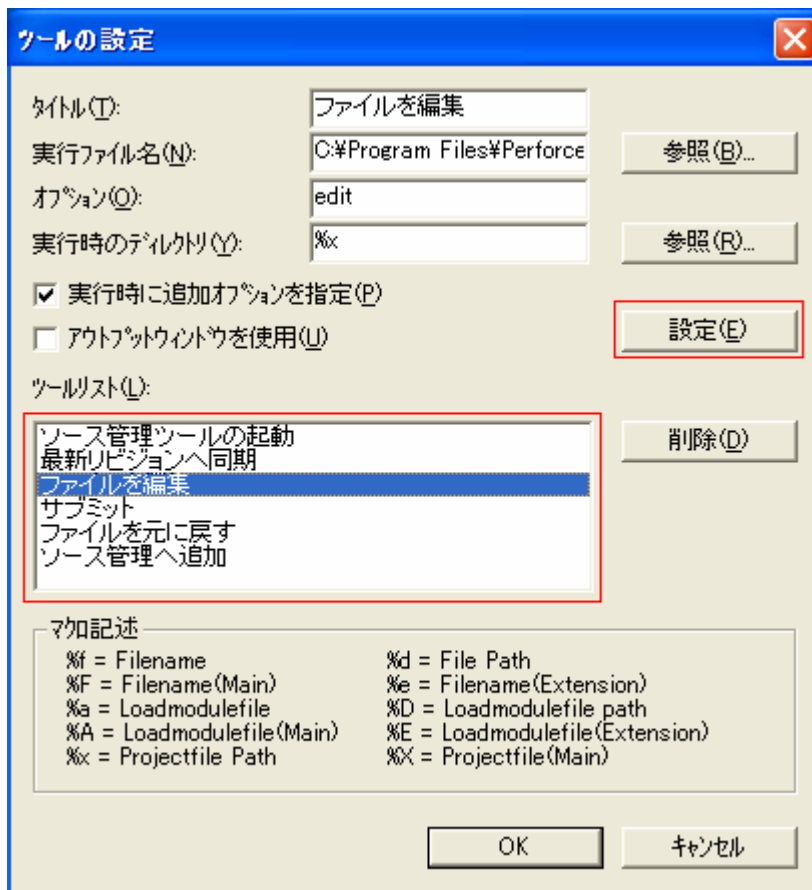 ツールの設定
タイトル(T): ファイルを編集
実行ファイル名(N): C:¥Program Files¥Perforce 参照(B)...
オプション(O): edit
実行時のディレクトリ(Y): %x 参照(R)...
実行時に追加オプションを指定(P)
アウトプットウィンドウを使用(U) 設定(E)
ツールリスト(L):
ソース管理ツールの起動 削除(D)
最新リビジョンへ同期
ファイルを編集
サブミット
ファイルを元に戻す
ソース管理へ追加
マクロ記述
%f = Filename %d = File Path
%F = Filename(Main) %e = Filename(Extension)
%a = Loadmodulefile %D = Loadmodulefile path
%A = Loadmodulefile(Main) %E = Loadmodulefile(Extension)
%x = Projectfile Path %X = Projectfile(Main)
OK キャンセル